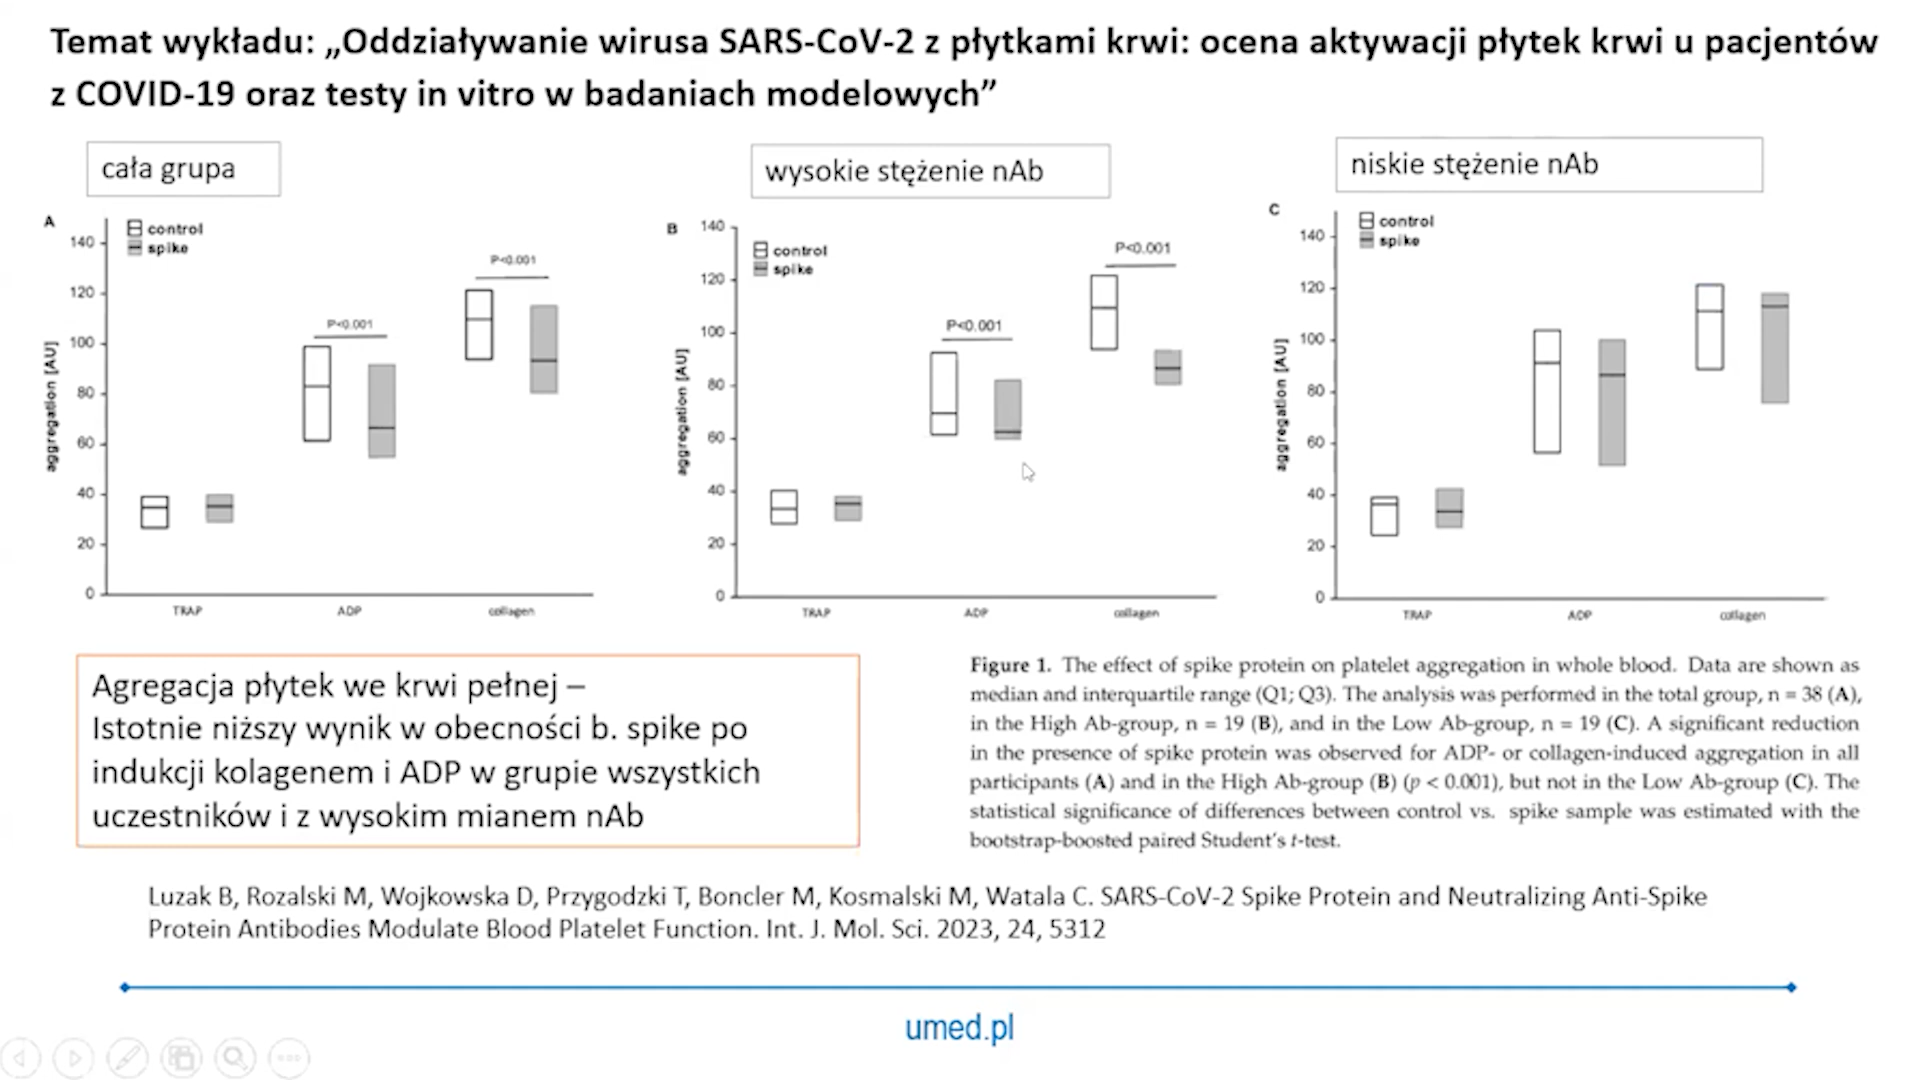 Temat wykładu: „Oddziaływanie wirusa SARS-CoV-2 z płytkami krwi: ocena aktywacji płytek krwi u pacjentów
z COVID-19 oraz testy in vitro w badaniach modelowych”
cała grupa
wysokie stężenie nAb
niskie stężenie nAb
A
control
spike
140
120
100
80
60
40
20
0
aggregation [AU]
P<0.001
P<0.001
TRAP
ADP
collagen
B
control
spike
140
120
100
80
60
40
20
0
aggregation [AU]
P<0.001
P<0.001
TRAP
ADP
collagen
C
control
spike
140
120
100
80
60
40
20
0
aggregation [AU]
TRAP
ADP
collagen
Agregacja płytek we krwi pełnej –
Istotnie niższy wynik w obecności b. spike po
indukcji kolagenem i ADP w grupie wszystkich
uczestników i z wysokim mianem nAb
Figure 1. The effect of spike protein on platelet aggregation in whole blood. Data are shown as
median and interquartile range (Q1; Q3). The analysis was performed in the total group, n = 38 (A),
in the High Ab-group, n = 19 (B), and in the Low Ab-group, n = 19 (C). A significant reduction
in the presence of spike protein was observed for ADP- or collagen-induced aggregation in all
participants (A) and in the High Ab-group (B) (p < 0.001), but not in the Low Ab-group (C). The
statistical significance of differences between control vs. spike sample was estimated with the
bootstrap-boosted paired Student's t-test.
Luzak B, Rozalski M, Wojkowska D, Przygodzki T, Boncler M, Kosmalski M, Watala C. SARS-CoV-2 Spike Protein and Neutralizing Anti-Spike
Protein Antibodies Modulate Blood Platelet Function. Int. J. Mol. Sci. 2023, 24, 5312
umed.pl